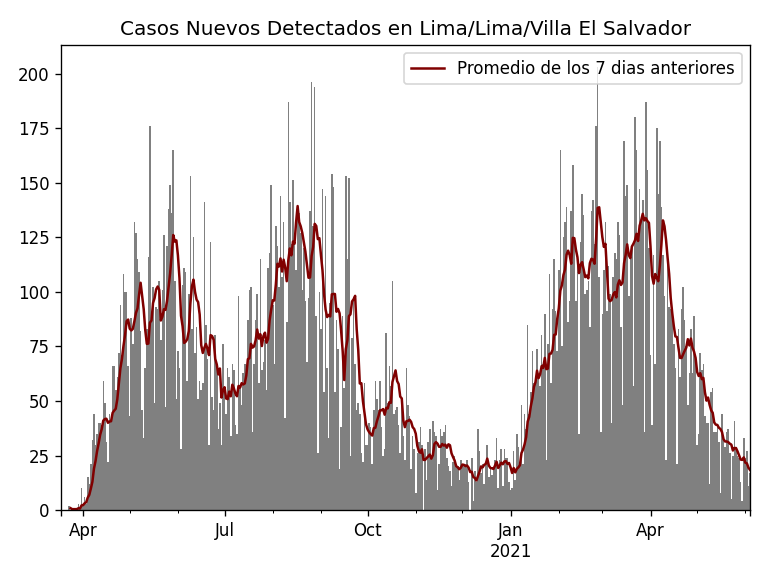 Casos Nuevos Detectados en Lima/Lima/Villa El Salvador
Promedio de los 7 dias anteriores
200
175
150
125
100
75
50
25
0
Apr
Jul
Oct
Jan
2021
Apr